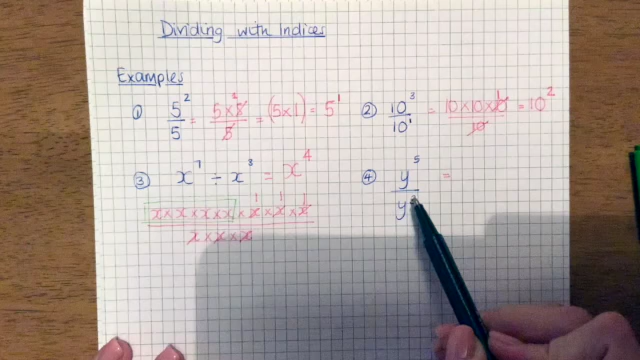 Dividing with Indices
Examples
① 5²/5 = 5×5/5 = (5×1) = 5¹
② 10³/10¹ = 10×10×10/10 = 10²
③ x⁷ ÷ x³ = x⁴
x×x×x×x×x×x×x
x×x×x
④ y⁵/y =